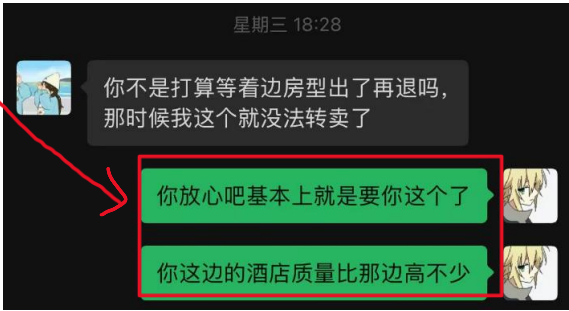 星期三 18:28
你不是打算等着边房型出了再退吗，
那时候我这个就没法转卖了
你放心吧基本上就是要你这个了
你这边的酒店质量比那边高不少